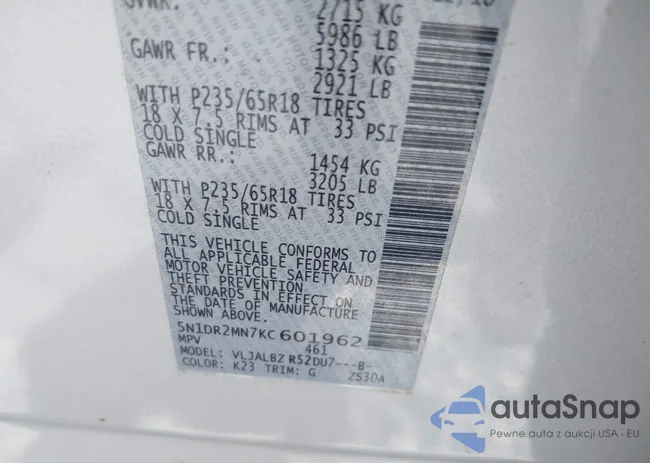 GVWR:
2715 KG
5986 LB
GAWR FR.: 1325 KG
2921 LB
WITH P235/65R18 TIRES
18 X 7.5 RIMS AT 33 PSI
COLD SINGLE
GAWR RR.: 1454 KG
3205 LB
WITH P235/65R18 TIRES
18 X 7.5 RIMS AT 33 PSI
COLD SINGLE
THIS VEHICLE CONFORMS TO
ALL APPLICABLE FEDERAL
MOTOR VEHICLE SAFETY AND
THEFT PREVENTION
STANDARDS IN EFFECT ON
THE DATE OF MANUFACTURE
SHOWN ABOVE.
5N1DR2MN7KC601962
MPV 461
MODEL: VLJALBZ R52DU7---B-
COLOR: K23 TRIM: G ZS30A
autaSnap
Pewne auta z aukcji USA i EU